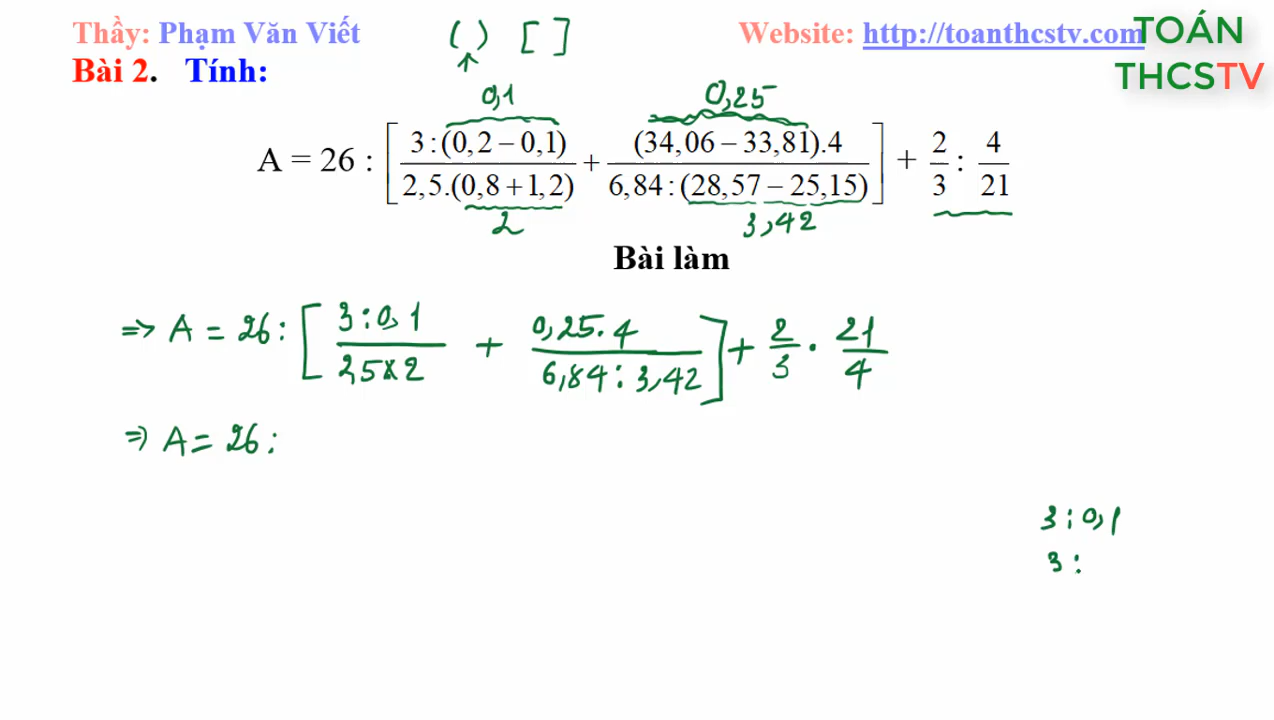 Thầy: Phạm Văn Viết ( ) [ ] Website: http://toanthcstv.com TOÁN
Bài 2. Tính: THCSTV
0,1 0,25
A = 26 : [ 3 : (0,2 − 0,1) / 2,5.(0,8 + 1,2) + (34,06 − 33,81).4 / 6,84 : (28,57 − 25,15) ] + 2/3 : 4/21
2 3,42
Bài làm
=> A = 26 : [ 3 : 0,1 / 2,5 x 2 + 0,25 . 4 / 6,84 : 3,42 ] + 2/3 . 21/4
=> A = 26 :
3 : 0,1
3 :